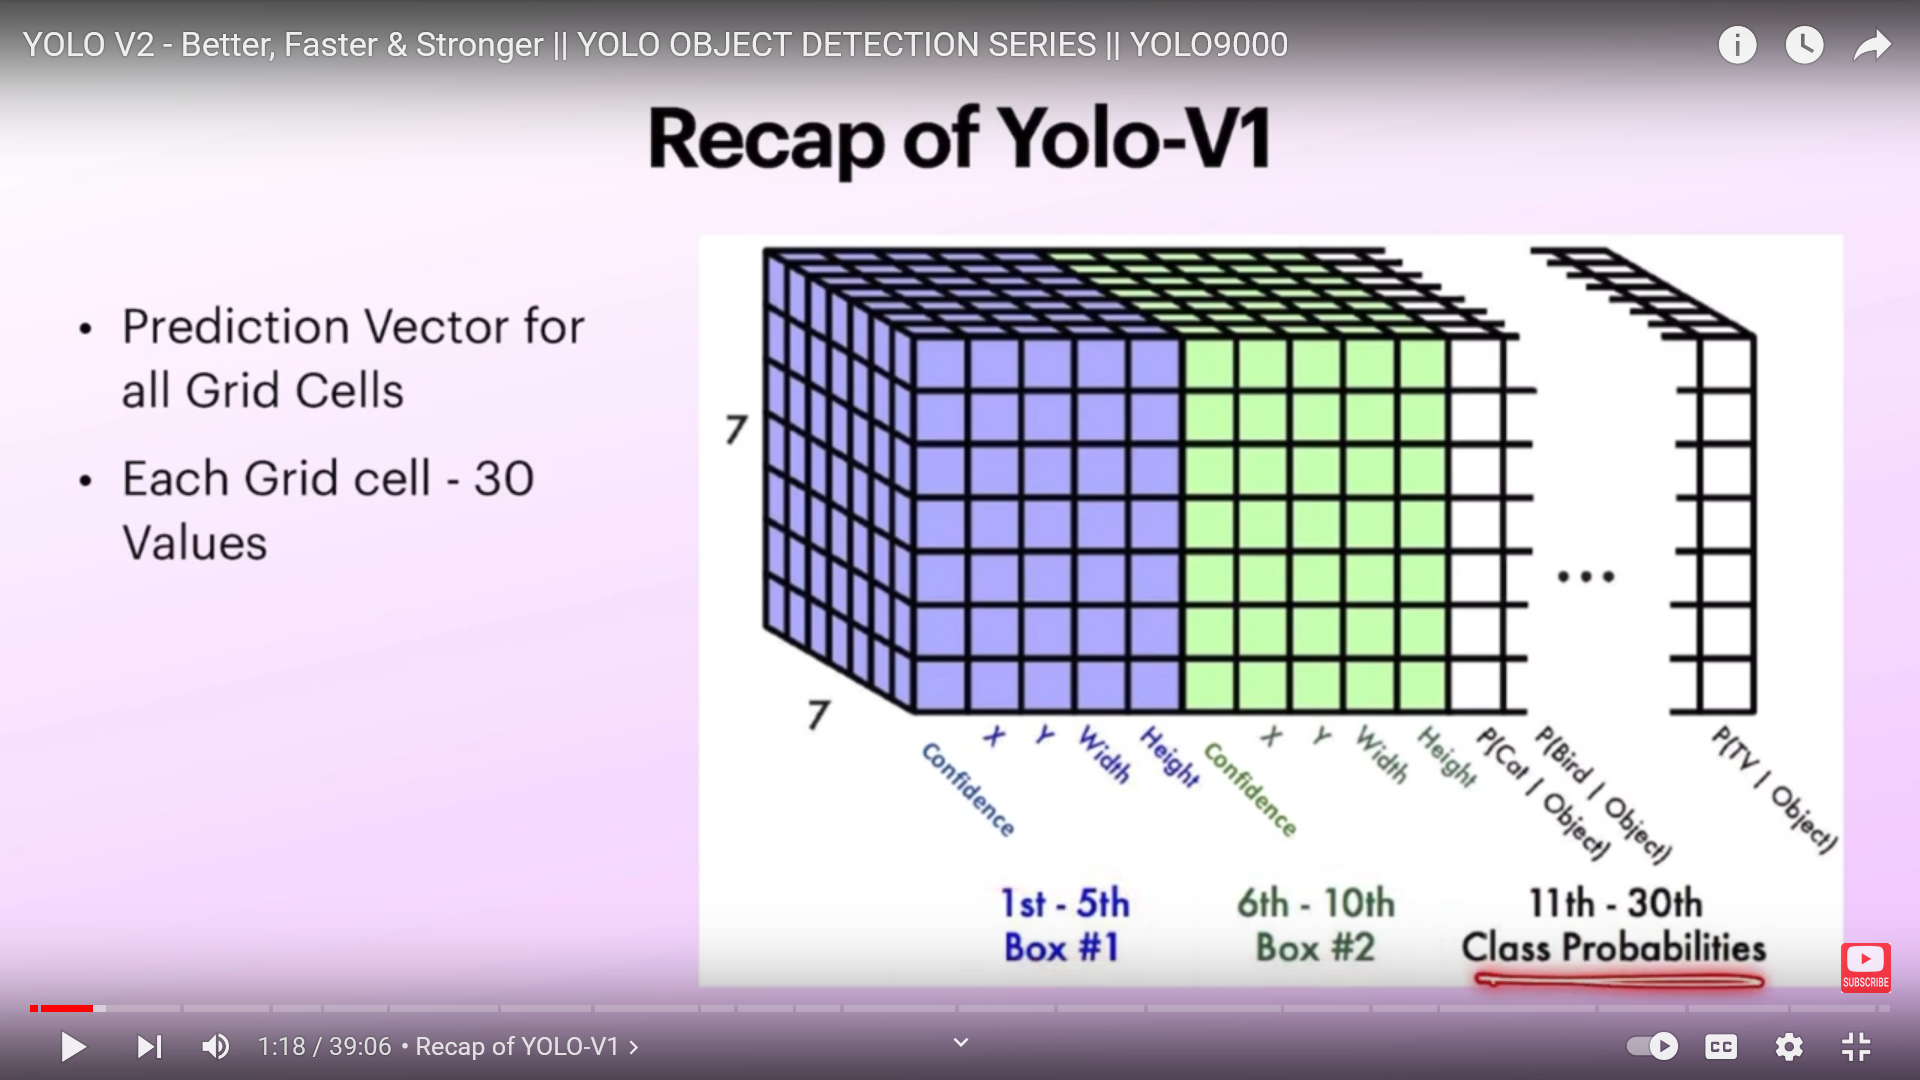 YOLO V2 - Better, Faster & Stronger || YOLO OBJECT DETECTION SERIES || YOLO9000
Recap of Yolo-V1
• Prediction Vector for
all Grid Cells
• Each Grid cell - 30
Values
7
7
...
Confidence
X
Y
Width
Height
Confidence
X
Y
Width
Height
P(Cat | Object)
P(Bird | Object)
P(TV | Object)
1st - 5th
Box #1
6th - 10th
Box #2
11th - 30th
Class Probabilities
SUBSCRIBE
1:18 / 39:06 • Recap of YOLO-V1 >
CC